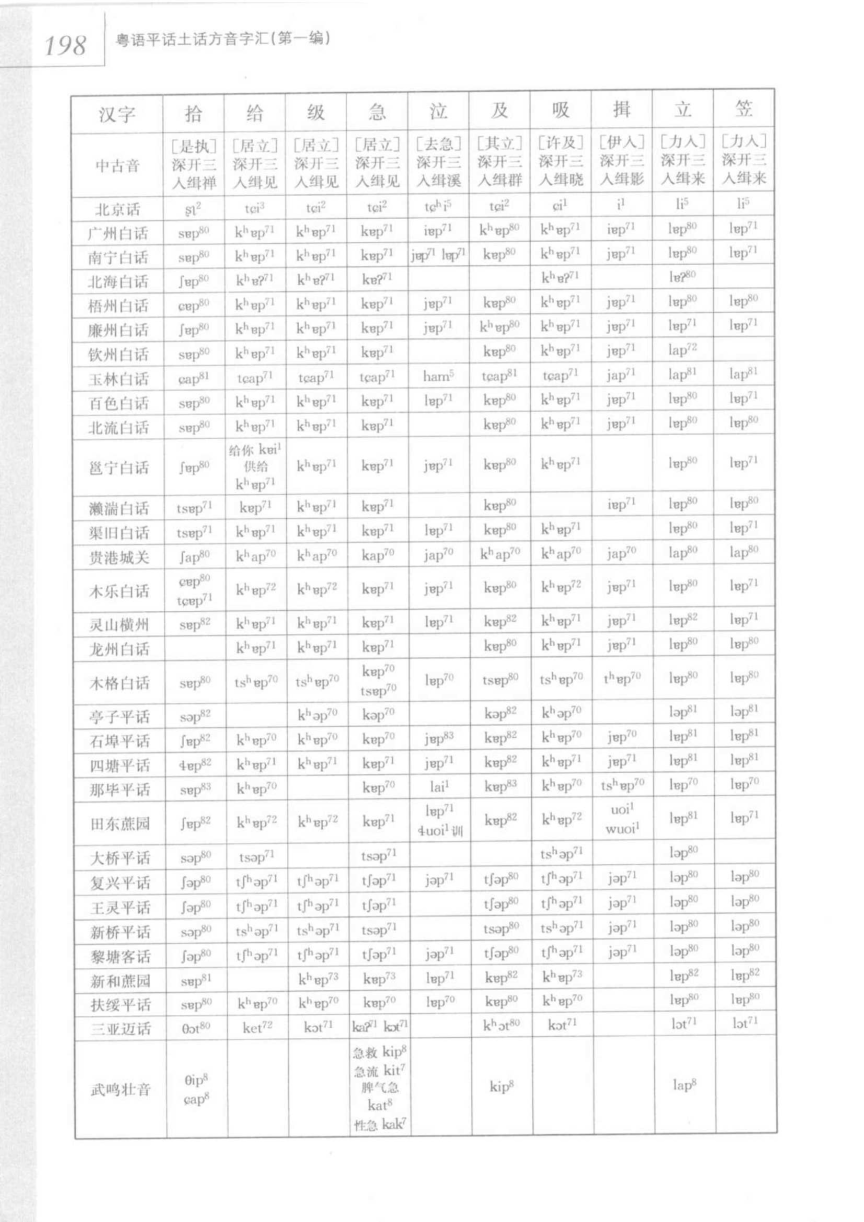 198 粤语平话土话方音字汇(第一编)
汉字 拾 给 级 急 泣 及 吸 揖 立 笠
中古音 [是执]深开三入缉禅 [居立]深开三入缉见 [居立]深开三入缉见 [居立]深开三入缉见 [去急]深开三入缉溪 [其立]深开三入缉群 [许及]深开三入缉晓 [伊入]深开三入缉影 [力入]深开三入缉来 [力入]深开三入缉来
北京话 ʂʅ² tɕi³ tɕi² tɕi² tɕʰi⁵ tɕi² ɕi¹ i¹ li⁵ li⁵
广州白话 sɐp⁸⁰ kʰɐp⁷¹ kʰɐp⁷¹ kɐp⁷¹ iɐp⁷¹ kʰɐp⁸⁰ kʰɐp⁷¹ iɐp⁷¹ lɐp⁸⁰ lɐp⁷¹
南宁白话 sɐp⁸⁰ kʰɐp⁷¹ kʰɐp⁷¹ kɐp⁷¹ jɐp⁷¹ lɐp⁷¹ kɐp⁸⁰ kʰɐp⁷¹ jɐp⁷¹ lɐp⁸⁰ lɐp⁷¹
北海白话 ʃɐp⁸⁰ kʰɐʔ⁷¹ kʰɐʔ⁷¹ kɐʔ⁷¹ kʰɐʔ⁷¹ lɐʔ⁸⁰
梧州白话 ɕɐp⁸⁰ kʰɐp⁷¹ kʰɐp⁷¹ kɐp⁷¹ jɐp⁷¹ kɐp⁸⁰ kʰɐp⁷¹ jɐp⁷¹ lɐp⁸⁰ lɐp⁸⁰
廉州白话 ʃɐp⁸⁰ kʰɐp⁷¹ kʰɐp⁷¹ kɐp⁷¹ jɐp⁷¹ kʰɐp⁸⁰ kʰɐp⁷¹ jɐp⁷¹ lɐp⁷¹ lɐp⁷¹
钦州白话 sɐp⁸⁰ kʰɐp⁷¹ kʰɐp⁷¹ kɐp⁷¹ kɐp⁸⁰ kʰɐp⁷¹ jɐp⁷¹ lap⁷²
玉林白话 ɕap⁸¹ tɕap⁷¹ tɕap⁷¹ tɕap⁷¹ ham⁵ tɕap⁸¹ tɕap⁷¹ jap⁷¹ lap⁸¹ lap⁸¹
百色白话 sɐp⁸⁰ kʰɐp⁷¹ kʰɐp⁷¹ kɐp⁷¹ lɐp⁷¹ kɐp⁸⁰ kʰɐp⁷¹ jɐp⁷¹ lɐp⁸⁰ lɐp⁷¹
北流白话 sɐp⁸⁰ kʰɐp⁷¹ kʰɐp⁷¹ kɐp⁷¹ kɐp⁸⁰ kʰɐp⁷¹ jɐp⁷¹ lɐp⁸⁰ lɐp⁸⁰
邕宁白话 ʃɐp⁸⁰ 给你 kɐi¹ 供给 kʰɐp⁷¹ kʰɐp⁷¹ kɐp⁷¹ jɐp⁷¹ kɐp⁸⁰ kʰɐp⁷¹ lɐp⁸⁰ lɐp⁷¹
濑湍白话 tsɐp⁷¹ kɐp⁷¹ kʰɐp⁷¹ kɐp⁷¹ kɐp⁸⁰ iɐp⁷¹ lɐp⁸⁰ lɐp⁸⁰
渠旧白话 tsɐp⁷¹ kʰɐp⁷¹ kʰɐp⁷¹ kɐp⁷¹ lɐp⁷¹ kɐp⁸⁰ kʰɐp⁷¹ lɐp⁸⁰ lɐp⁷¹
贵港城关 ʃap⁸⁰ kʰap⁷⁰ kʰap⁷⁰ kap⁷⁰ jap⁷⁰ kʰap⁷⁰ kʰap⁷⁰ jap⁷⁰ lap⁸⁰ lap⁸⁰
木乐白话 ɕɐp⁸⁰ tɕɐp⁷¹ kʰɐp⁷² kʰɐp⁷² kɐp⁷¹ jɐp⁷¹ kɐp⁸⁰ kʰɐp⁷² jɐp⁷¹ lɐp⁸⁰ lɐp⁷¹
灵山横州 sɐp⁸² kʰɐp⁷¹ kʰɐp⁷¹ kɐp⁷¹ lɐp⁷¹ kɐp⁸² kʰɐp⁷¹ jɐp⁷¹ lɐp⁸² lɐp⁷¹
龙州白话 kʰɐp⁷¹ kʰɐp⁷¹ kɐp⁷¹ kɐp⁸⁰ kʰɐp⁷¹ jɐp⁷¹ lɐp⁸⁰ lɐp⁸⁰
木格白话 sɐp⁸⁰ tsʰɐp⁷⁰ tsʰɐp⁷⁰ kɐp⁷⁰ tsɐp⁷⁰ lɐp⁷⁰ tsɐp⁸⁰ tsʰɐp⁷⁰ tʰɐp⁷⁰ lɐp⁸⁰ lɐp⁸⁰
亭子平话 səp⁸² kʰəp⁷⁰ kəp⁷⁰ kəp⁸² kʰəp⁷⁰ ləp⁸¹ ləp⁸¹
石埠平话 ʃɐp⁸² kʰɐp⁷⁰ kʰɐp⁷⁰ kɐp⁷⁰ jɐp⁸³ kɐp⁸² kʰɐp⁷⁰ jɐp⁷⁰ lɐp⁸¹ lɐp⁸¹
四塘平话 ɬɐp⁸² kʰɐp⁷¹ kʰɐp⁷¹ kɐp⁷¹ jɐp⁷¹ kɐp⁸² kʰɐp⁷¹ jɐp⁷¹ lɐp⁸¹ lɐp⁸¹
那毕平话 sɐp⁸³ kʰɐp⁷⁰ kɐp⁷⁰ lai¹ kɐp⁸³ kʰɐp⁷⁰ tsʰɐp⁷⁰ lɐp⁷⁰ lɐp⁷⁰
田东蔗园 ʃɐp⁸² kʰɐp⁷² kʰɐp⁷² kɐp⁷¹ lɐp⁷¹ ɬuoi¹ 训 kɐp⁸² kʰɐp⁷² uoi¹ wuoi¹ lɐp⁸¹ lɐp⁷¹
大桥平话 səp⁸⁰ tsəp⁷¹ tsəp⁷¹ tsʰəp⁷¹ ləp⁸⁰
复兴平话 ʃəp⁸⁰ tʃʰəp⁷¹ tʃʰəp⁷¹ tʃəp⁷¹ jəp⁷¹ tʃəp⁸⁰ tʃʰəp⁷¹ jəp⁷¹ ləp⁸⁰ ləp⁸⁰
王灵平话 ʃəp⁸⁰ tʃʰəp⁷¹ tʃʰəp⁷¹ tʃəp⁷¹ tʃəp⁸⁰ tʃʰəp⁷¹ jəp⁷¹ ləp⁸⁰ ləp⁸⁰
新桥平话 səp⁸⁰ tsʰəp⁷¹ tsʰəp⁷¹ tsəp⁷¹ tsəp⁸⁰ tsʰəp⁷¹ jəp⁷¹ ləp⁸⁰ ləp⁸⁰
黎塘客话 ʃəp⁸⁰ tʃʰəp⁷¹ tʃʰəp⁷¹ tʃəp⁷¹ jəp⁷¹ tʃəp⁸⁰ tʃʰəp⁷¹ jəp⁷¹ ləp⁸⁰ ləp⁸⁰
新和蔗园 sɐp⁸¹ kʰɐp⁷³ kɐp⁷³ lɐp⁷¹ kɐp⁸² kʰɐp⁷³ lɐp⁸² lɐp⁸²
扶绥平话 sɐp⁸⁰ kʰɐp⁷⁰ kʰɐp⁷⁰ kɐp⁷⁰ lɐp⁷⁰ kɐp⁸⁰ kʰɐp⁷⁰ lɐp⁸⁰ lɐp⁸⁰
三亚迈话 θɔt⁸⁰ ket⁷² kɔt⁷¹ kaʔ⁷¹ kɔt⁷¹ kʰɔt⁸⁰ kɔt⁷¹ lɔt⁷¹ lɔt⁷¹
武鸣壮音 θip⁸ ɕap⁸ 急救 kip⁸ 急流 kit⁷ 脾气急 kat⁸ 性急 kak⁷ kip⁸ lap⁸